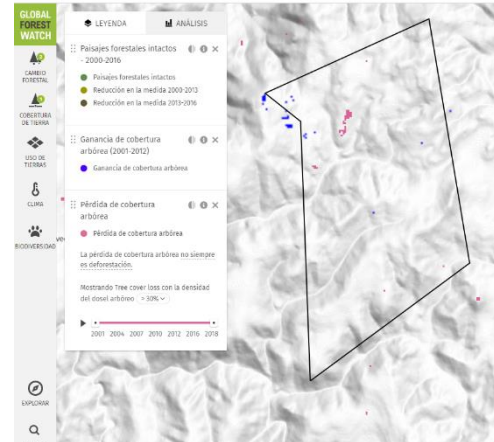 GLOBAL
FOREST
WATCH
CAMBIO
FORESTAL
COBERTURA
DE TIERRA
USO DE
TIERRAS
CLIMA
BIODIVERSIDAD
EXPLORAR
LEYENDA
ANÁLISIS
Paisajes forestales intactos
- 2000-2016
Paisajes forestales intactos
Reducción en la medida 2000-2013
Reducción en la medida 2013-2016
Ganancia de cobertura
arbórea (2001-2012)
Ganancia de cobertura arbórea
Pérdida de cobertura
arbórea
Pérdida de cobertura arbórea
La pérdida de cobertura arbórea no siempre
es deforestación.
Mostrando Tree cover loss con la densidad
del dosel arbóreo > 30%
2001 2004 2007 2010 2012 2016 2018